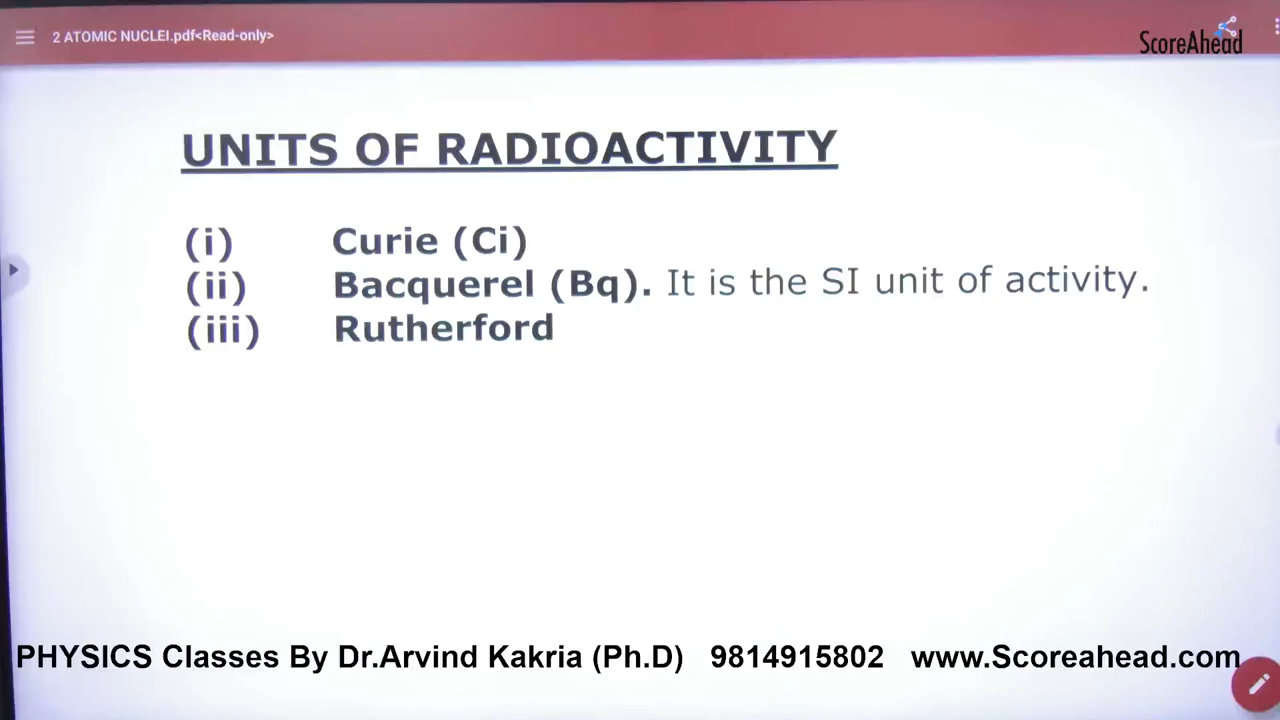 2 ATOMIC NUCLEI.pdf<Read-only>
ScoreAhead
UNITS OF RADIOACTIVITY
(i) Curie (Ci)
(ii) Bacquerel (Bq). It is the SI unit of activity.
(iii) Rutherford
PHYSICS Classes By Dr.Arvind Kakria (Ph.D) 9814915802 www.Scoreahead.com